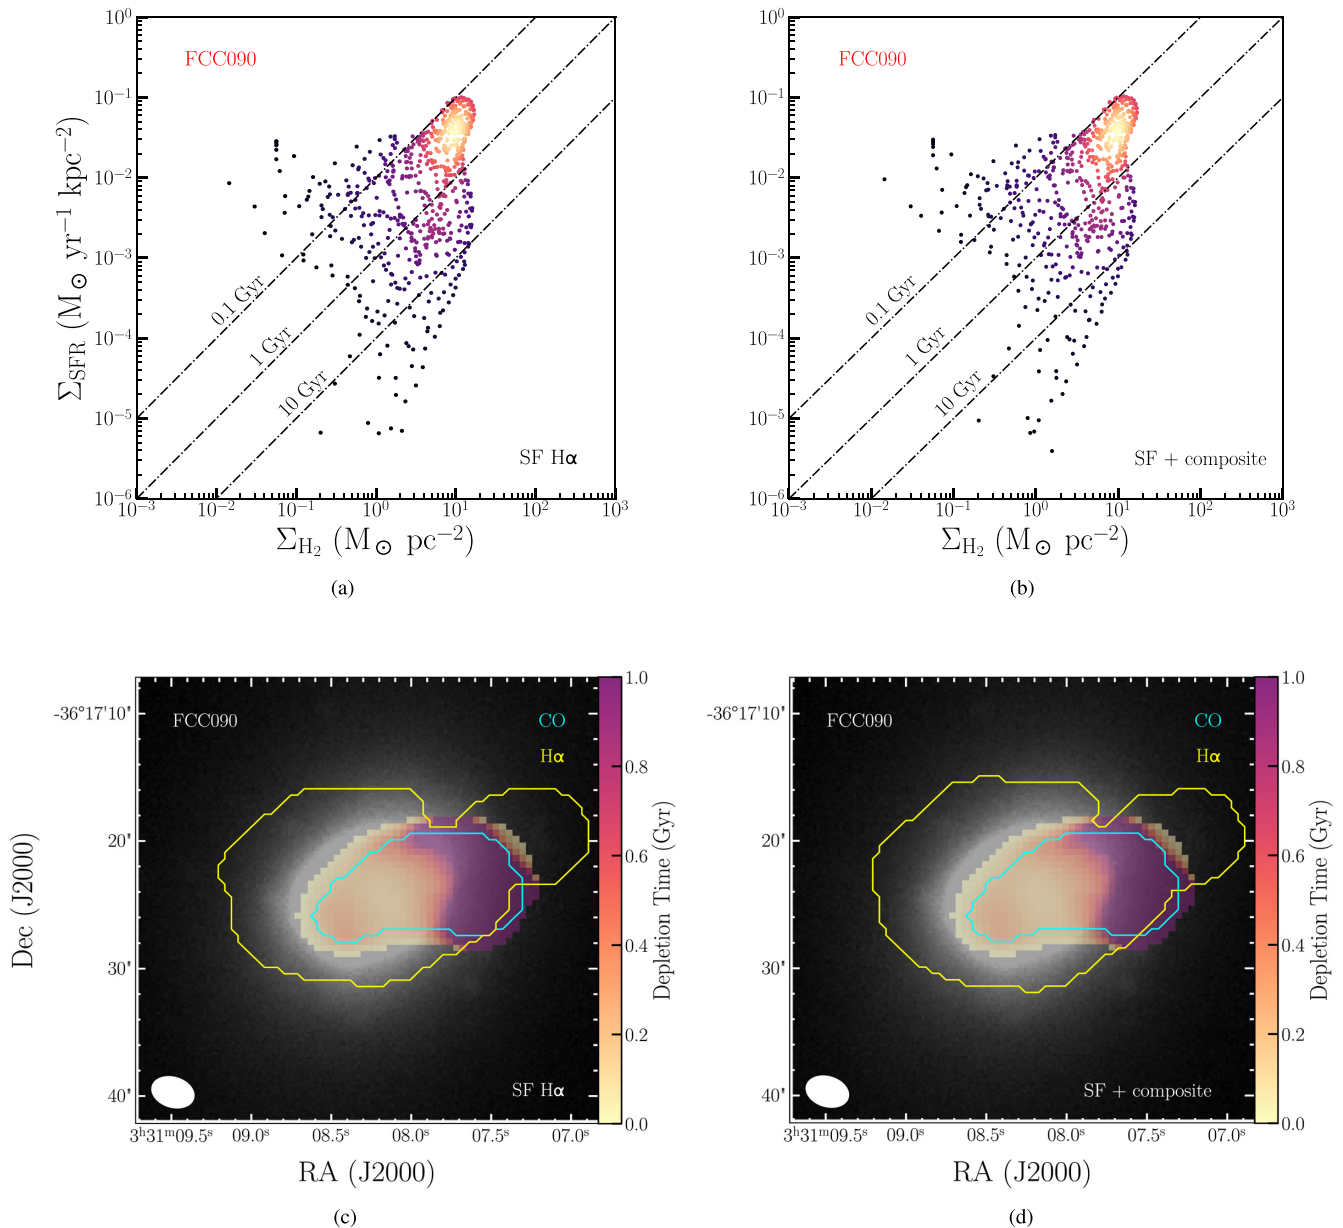 10⁰
10⁻¹
10⁻²
10⁻³
10⁻⁴
10⁻⁵
10⁻⁶
Σ_SFR (M⊙ yr⁻¹ kpc⁻²)
FCC090
0.1 Gyr
1 Gyr
10 Gyr
SF Hα
10⁻³ 10⁻² 10⁻¹ 10⁰ 10¹ 10² 10³
Σ_H₂ (M⊙ pc⁻²)
(a)
10⁰
10⁻¹
10⁻²
10⁻³
10⁻⁴
10⁻⁵
10⁻⁶
FCC090
0.1 Gyr
1 Gyr
10 Gyr
SF + composite
10⁻³ 10⁻² 10⁻¹ 10⁰ 10¹ 10² 10³
Σ_H₂ (M⊙ pc⁻²)
(b)
-36°17'10"
20"
30"
40"
Dec (J2000)
FCC090
CO
Hα
SF Hα
3ʰ31ᵐ09.5ˢ 09.0ˢ 08.5ˢ 08.0ˢ 07.5ˢ 07.0ˢ
RA (J2000)
1.0
0.8
0.6
0.4
0.2
0.0
Depletion Time (Gyr)
(c)
-36°17'10"
20"
30"
40"
FCC090
CO
Hα
SF + composite
3ʰ31ᵐ09.5ˢ 09.0ˢ 08.5ˢ 08.0ˢ 07.5ˢ 07.0ˢ
RA (J2000)
1.0
0.8
0.6
0.4
0.2
0.0
Depletion Time (Gyr)
(d)